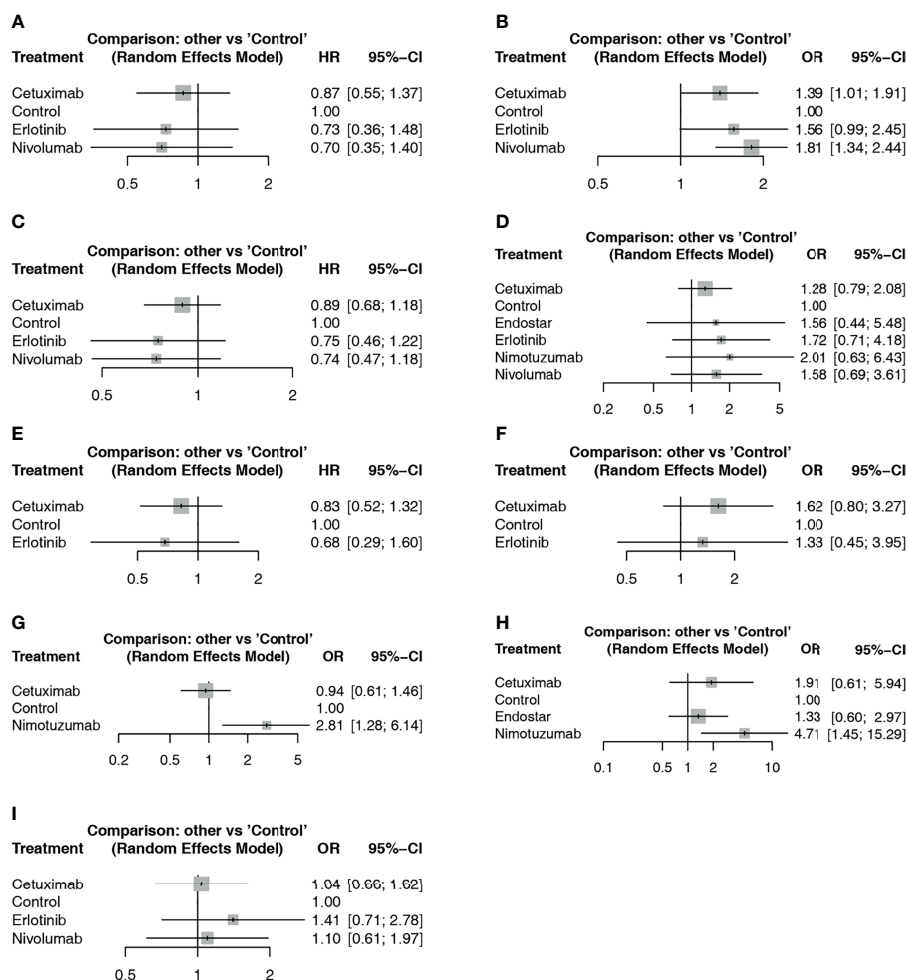 A
Comparison: other vs 'Control'
Treatment (Random Effects Model) HR 95%−CI
Cetuximab 0.87 [0.55; 1.37]
Control 1.00
Erlotinib 0.73 [0.36; 1.48]
Nivolumab 0.70 [0.35; 1.40]
0.5 1 2
B
Comparison: other vs 'Control'
Treatment (Random Effects Model) OR 95%−CI
Cetuximab 1.39 [1.01; 1.91]
Control 1.00
Erlotinib 1.56 [0.99; 2.45]
Nivolumab 1.81 [1.34; 2.44]
0.5 1 2
C
Comparison: other vs 'Control'
Treatment (Random Effects Model) HR 95%−CI
Cetuximab 0.89 [0.68; 1.18]
Control 1.00
Erlotinib 0.75 [0.46; 1.22]
Nivolumab 0.74 [0.47; 1.18]
0.5 1 2
D
Comparison: other vs 'Control'
Treatment (Random Effects Model) OR 95%−CI
Cetuximab 1.28 [0.79; 2.08]
Control 1.00
Endostar 1.56 [0.44; 5.48]
Erlotinib 1.72 [0.71; 4.18]
Nimotuzumab 2.01 [0.63; 6.43]
Nivolumab 1.58 [0.69; 3.61]
0.2 0.5 1 2 5
E
Comparison: other vs 'Control'
Treatment (Random Effects Model) HR 95%−CI
Cetuximab 0.83 [0.52; 1.32]
Control 1.00
Erlotinib 0.68 [0.29; 1.60]
0.5 1 2
F
Comparison: other vs 'Control'
Treatment (Random Effects Model) OR 95%−CI
Cetuximab 1.62 [0.80; 3.27]
Control 1.00
Erlotinib 1.33 [0.45; 3.95]
0.5 1 2
G
Comparison: other vs 'Control'
Treatment (Random Effects Model) OR 95%−CI
Cetuximab 0.94 [0.61; 1.46]
Control 1.00
Nimotuzumab 2.81 [1.28; 6.14]
0.2 0.5 1 2 5
H
Comparison: other vs 'Control'
Treatment (Random Effects Model) OR 95%−CI
Cetuximab 1.91 [0.61; 5.94]
Control 1.00
Endostar 1.33 [0.60; 2.97]
Nimotuzumab 4.71 [1.45; 15.29]
0.1 0.5 1 2 10
I
Comparison: other vs 'Control'
Treatment (Random Effects Model) OR 95%−CI
Cetuximab 1.04 [0.66; 1.62]
Control 1.00
Erlotinib 1.41 [0.71; 2.78]
Nivolumab 1.10 [0.61; 1.97]
0.5 1 2